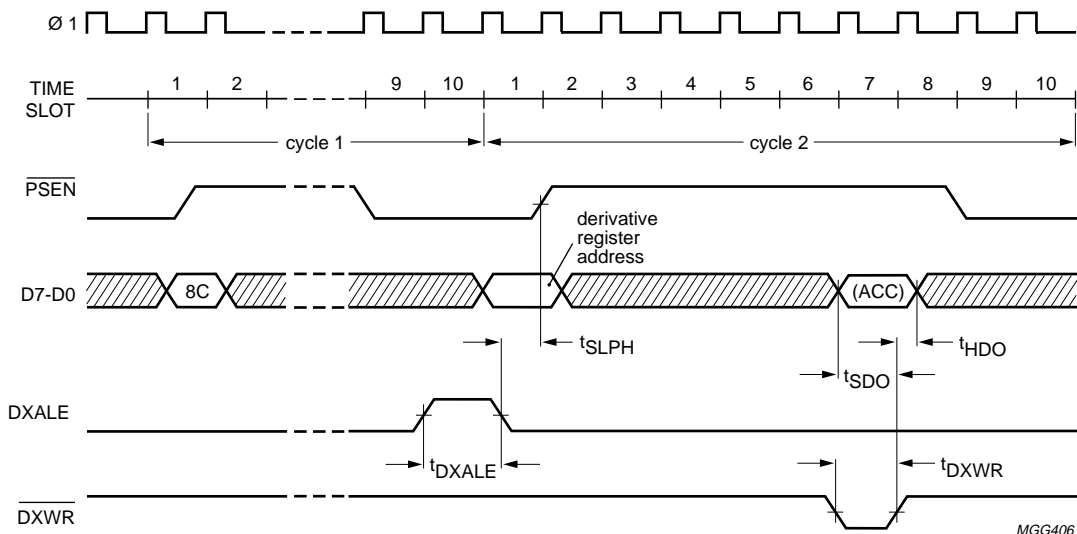 Ø 1
TIME SLOT
1 2 9 10 1 2 3 4 5 6 7 8 9 10
cycle 1 cycle 2
PSEN
derivative
register
address
D7-D0
8C
(ACC)
tSLPH
tHDO
tSDO
DXALE
tDXALE
tDXWR
DXWR
MGG406